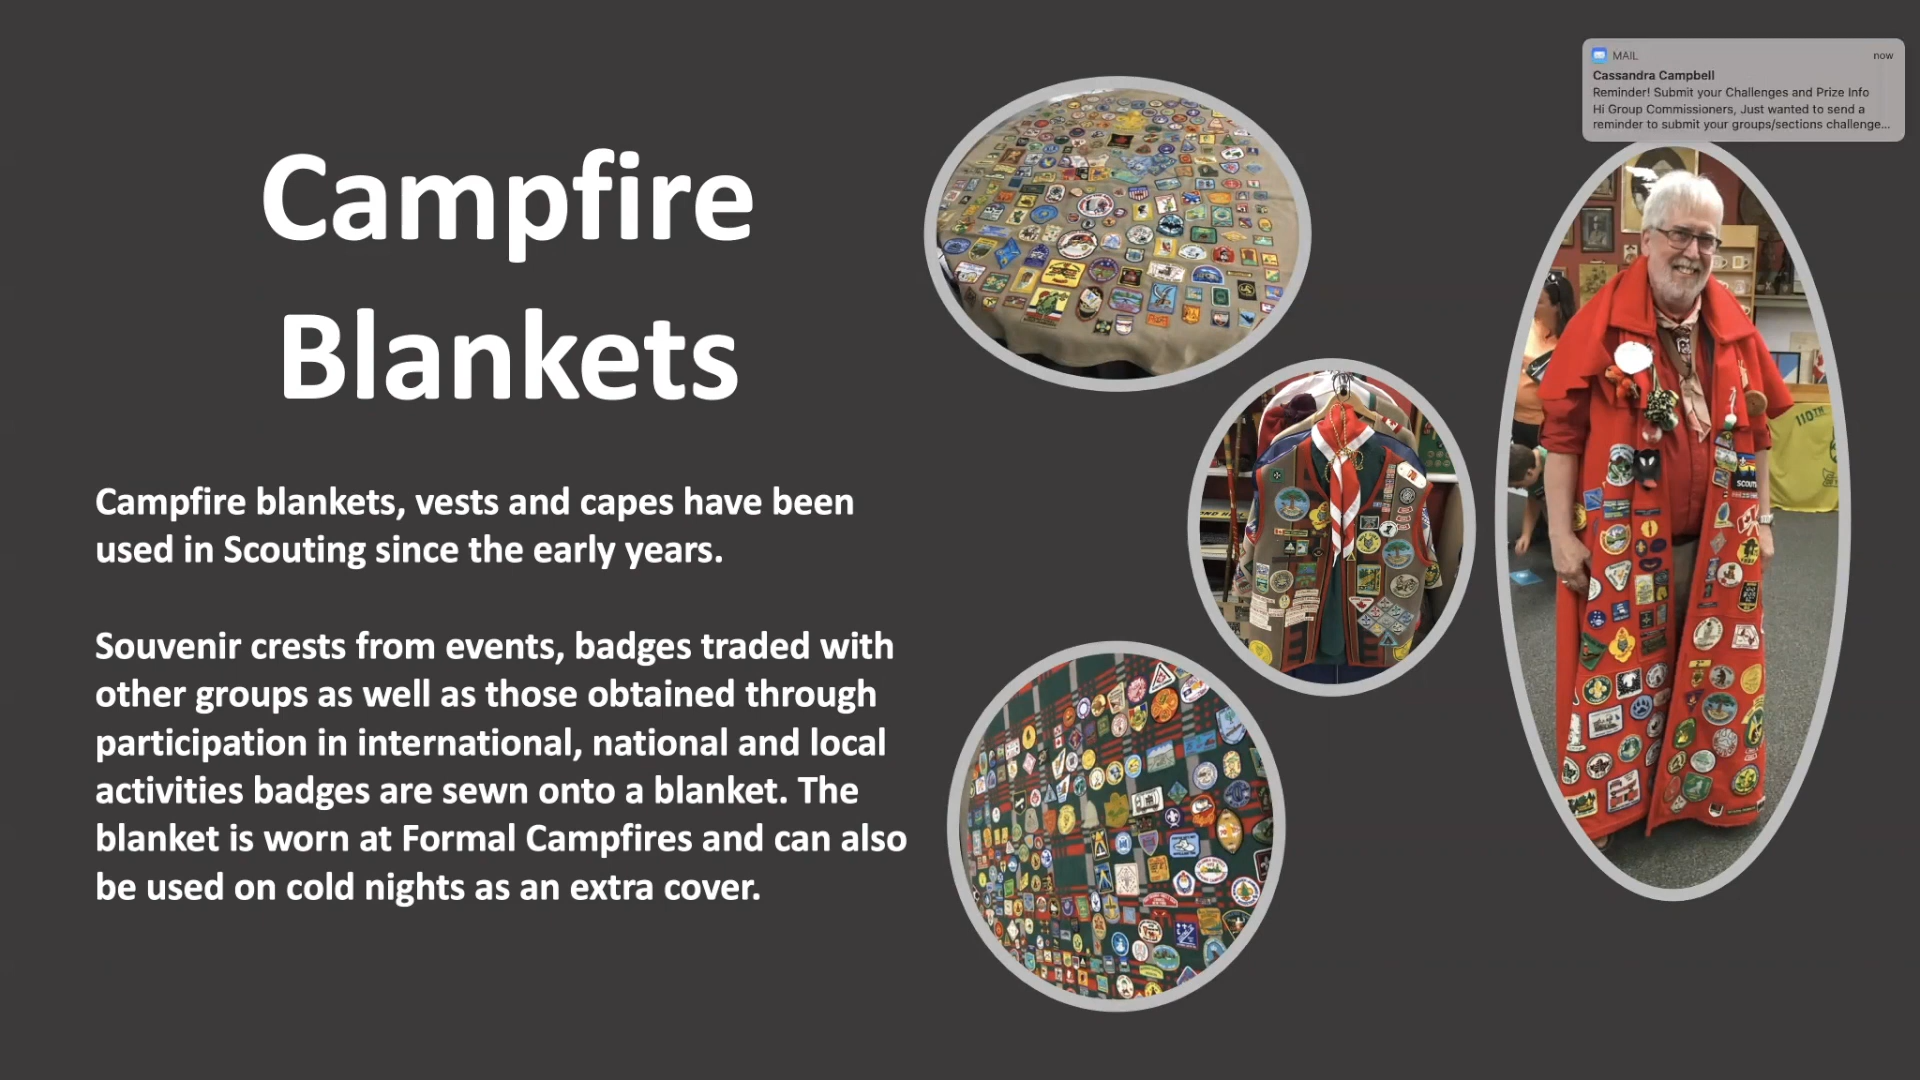 Campfire
Blankets
Campfire blankets, vests and capes have been
used in Scouting since the early years.
Souvenir crests from events, badges traded with
other groups as well as those obtained through
participation in international, national and local
activities badges are sewn onto a blanket. The
blanket is worn at Formal Campfires and can also
be used on cold nights as an extra cover.
MAIL now
Cassandra Campbell
Reminder! Submit your Challenges and Prize Info
Hi Group Commissioners, Just wanted to send a
reminder to submit your groups/sections challenge...
110TH
SCOUTS